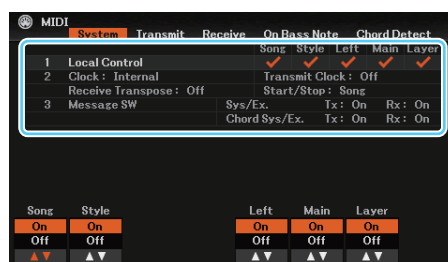 MIDI
System Transmit Receive On Bass Note Chord Detect
Song Style Left Main Layer
1 Local Control
2 Clock : Internal Transmit Clock : Off
Receive Transpose : Off Start/Stop : Song
3 Message SW Sys/Ex. Tx : On Rx : On
Chord Sys/Ex. Tx : On Rx : On
Song Style Left Main Layer
On On On On On
Off Off Off Off Off